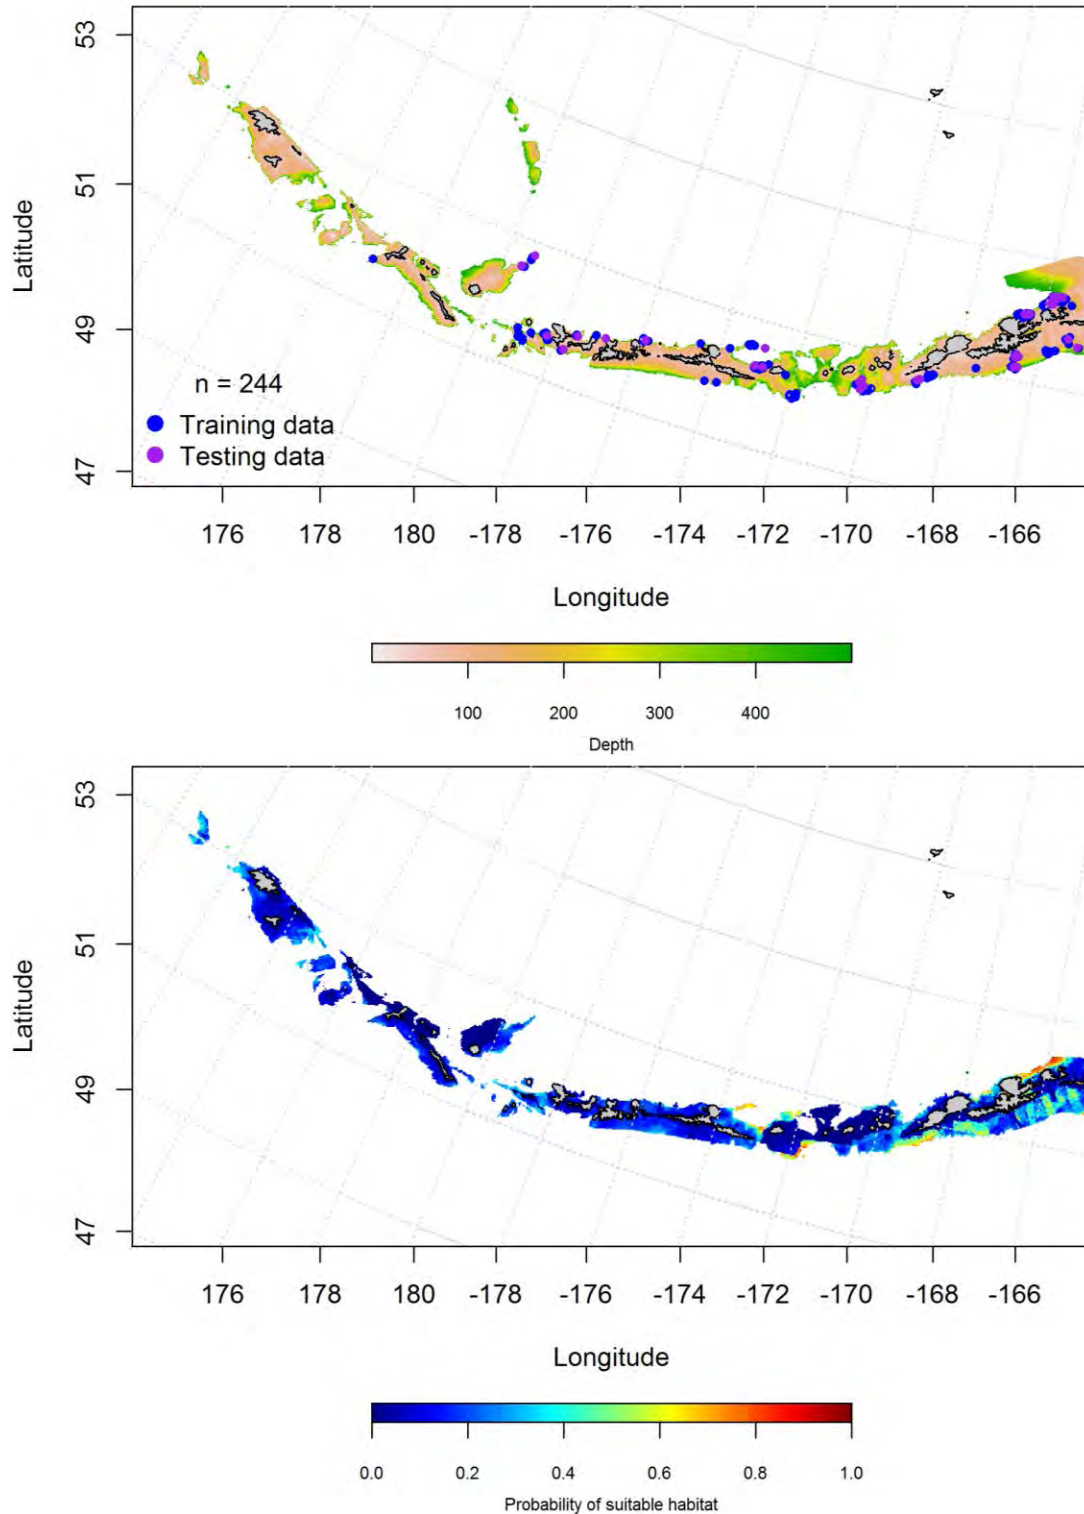 53
51
49
47
Latitude
n = 244
Training data
Testing data
176 178 180 -178 -176 -174 -172 -170 -168 -166
Longitude
100 200 300 400
Depth
53
51
49
47
Latitude
176 178 180 -178 -176 -174 -172 -170 -168 -166
Longitude
0.0 0.2 0.4 0.6 0.8 1.0
Probability of suitable habitat